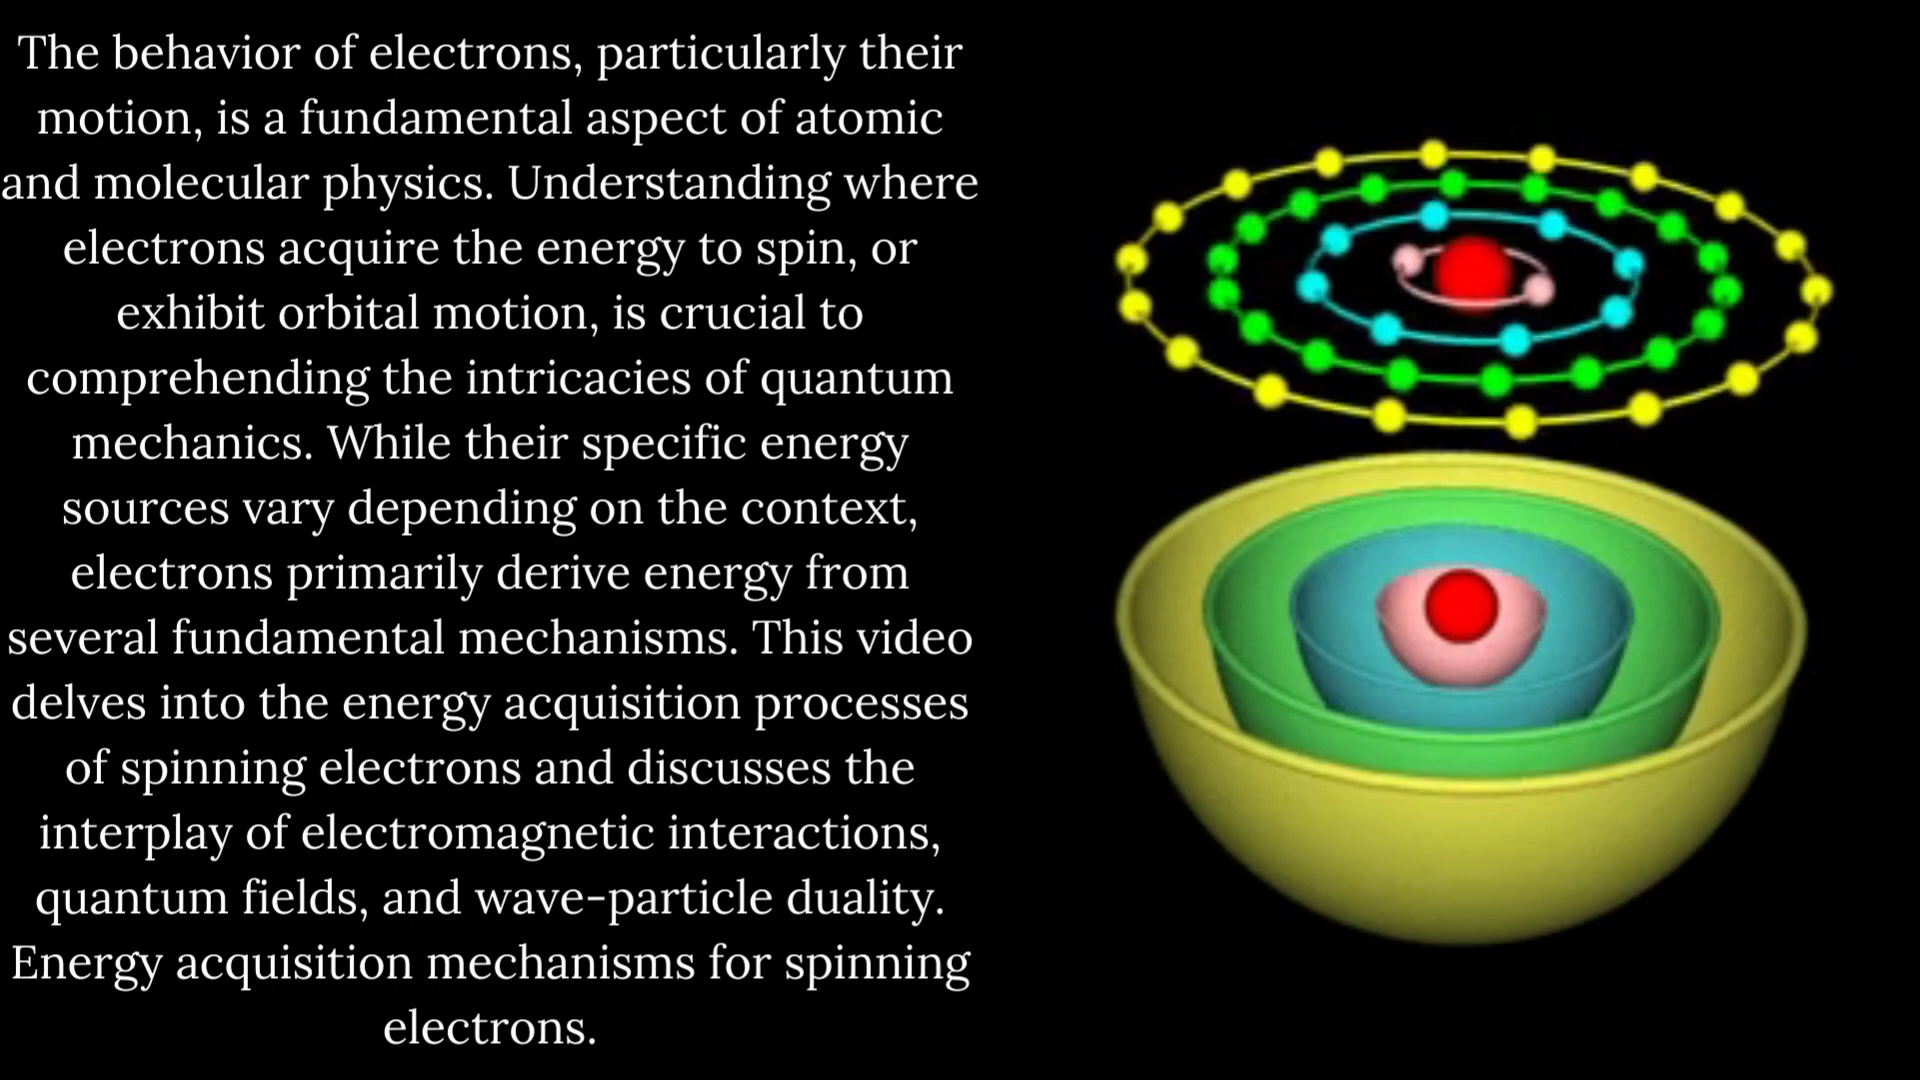 The behavior of electrons, particularly their
motion, is a fundamental aspect of atomic
and molecular physics. Understanding where
electrons acquire the energy to spin, or
exhibit orbital motion, is crucial to
comprehending the intricacies of quantum
mechanics. While their specific energy
sources vary depending on the context,
electrons primarily derive energy from
several fundamental mechanisms. This video
delves into the energy acquisition processes
of spinning electrons and discusses the
interplay of electromagnetic interactions,
quantum fields, and wave-particle duality.
Energy acquisition mechanisms for spinning
electrons.